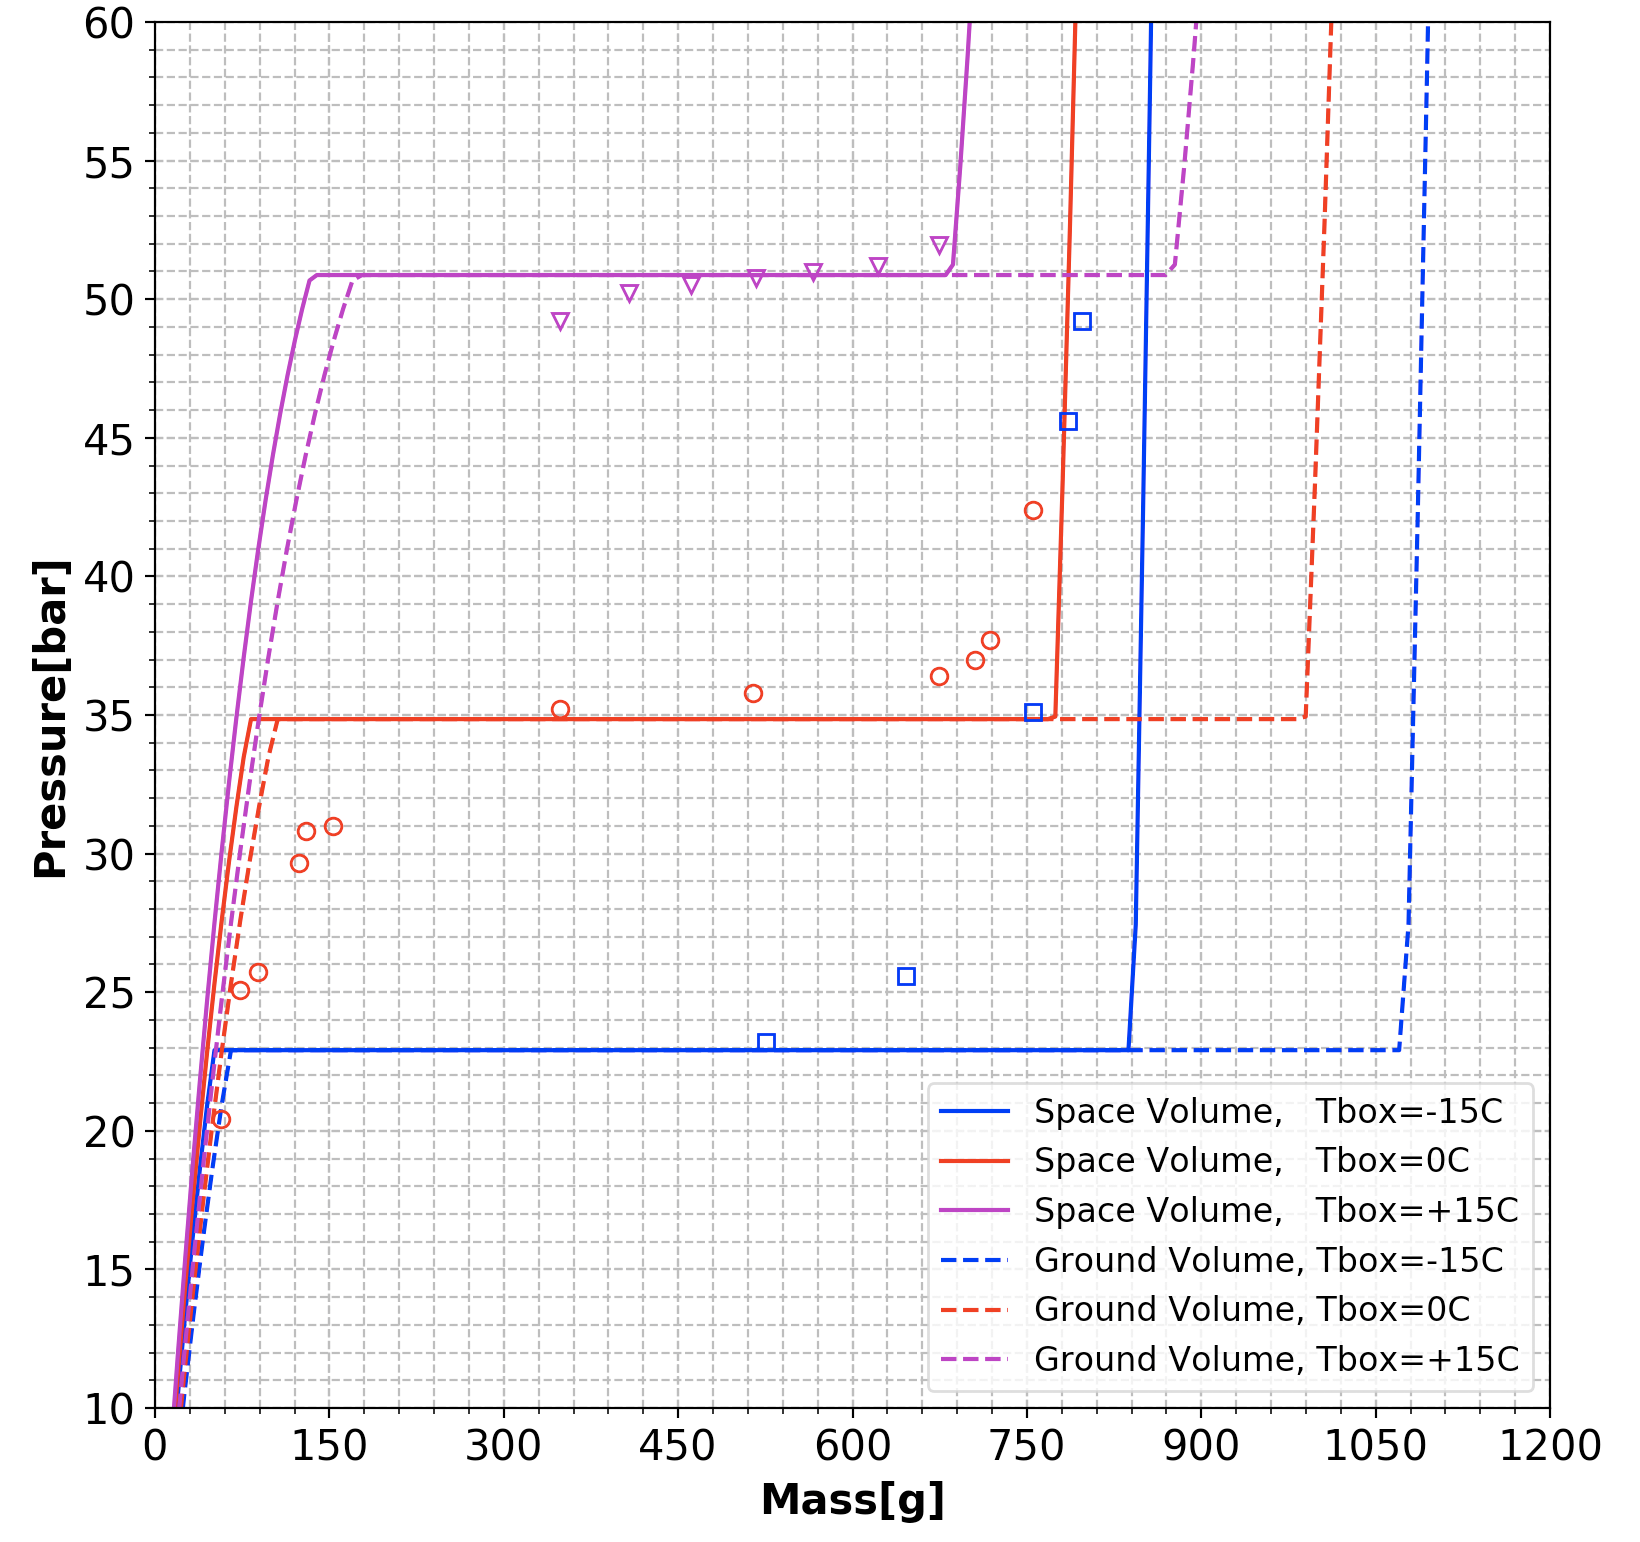 60
55
50
45
40
35
30
25
20
15
10
Pressure[bar]
Space Volume, Tbox=-15C
Space Volume, Tbox=0C
Space Volume, Tbox=+15C
Ground Volume, Tbox=-15C
Ground Volume, Tbox=0C
Ground Volume, Tbox=+15C
0 150 300 450 600 750 900 1050 1200
Mass[g]